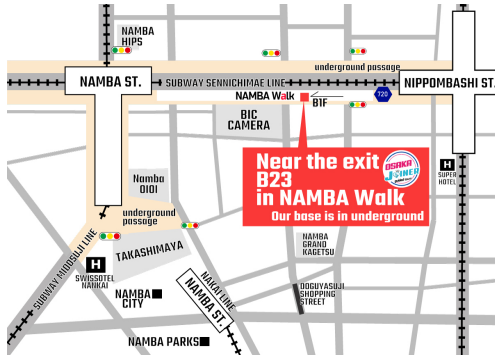 NAMBA
HIPS
underground passage
NAMBA ST.
SUBWAY SENNICHIMAE LINE
NIPPOMBASHI ST.
NAMBA Walk
B1F
720
BIC
CAMERA
Near the exit
B23
in NAMBA Walk
Our base is in underground
OSAKA
JOINER
H
SUPER
HOTEL
Namba
OIOI
underground
passage
SUBWAY MIDOSUJI LINE
TAKASHIMAYA
H
SWISSOTEL
NANKAI
NAMBA
CITY
NANKAI LINE
NAMBA ST.
NAMBA
GRAND
KAGETSU
DOGUYASUJI
SHOPPING
STREET
NAMBA PARKS